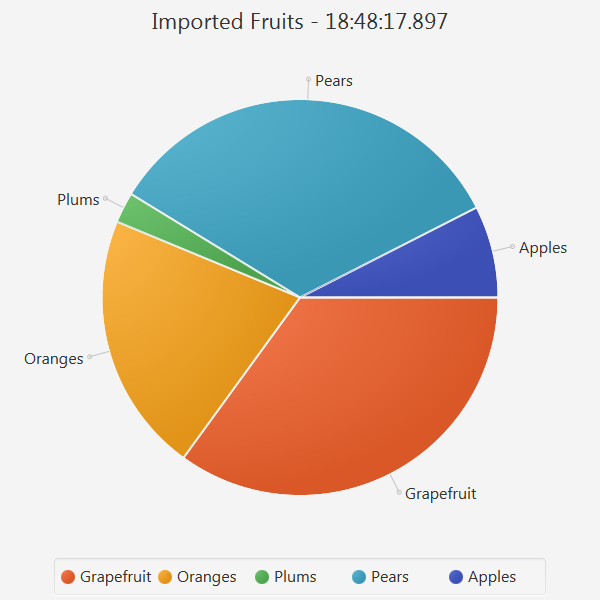 Imported Fruits - 18:48:17.897
Pears
Plums
Apples
Oranges
Grapefruit
Grapefruit Oranges Plums Pears Apples